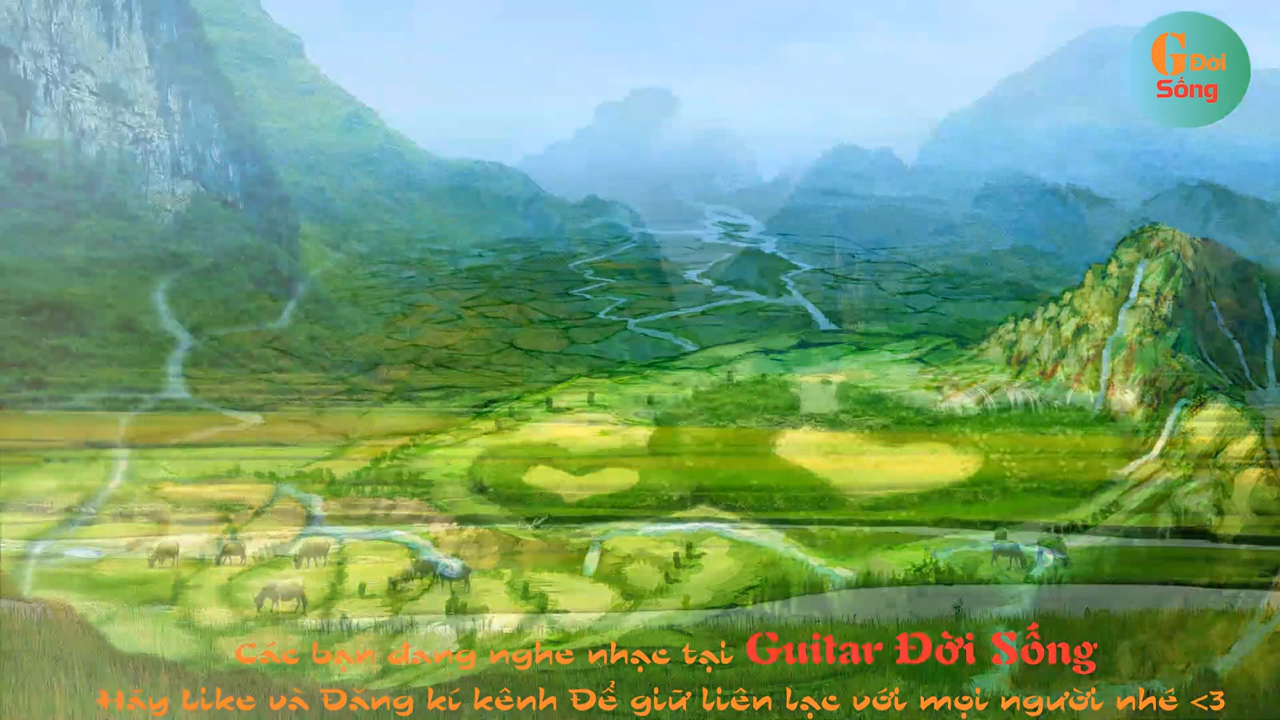 G Đời
Sống
Các bạn đang nghe nhạc tại Guitar Đời Sống
Hãy Like và Đăng kí kênh Để giữ liên lạc với mọi người nhé <3